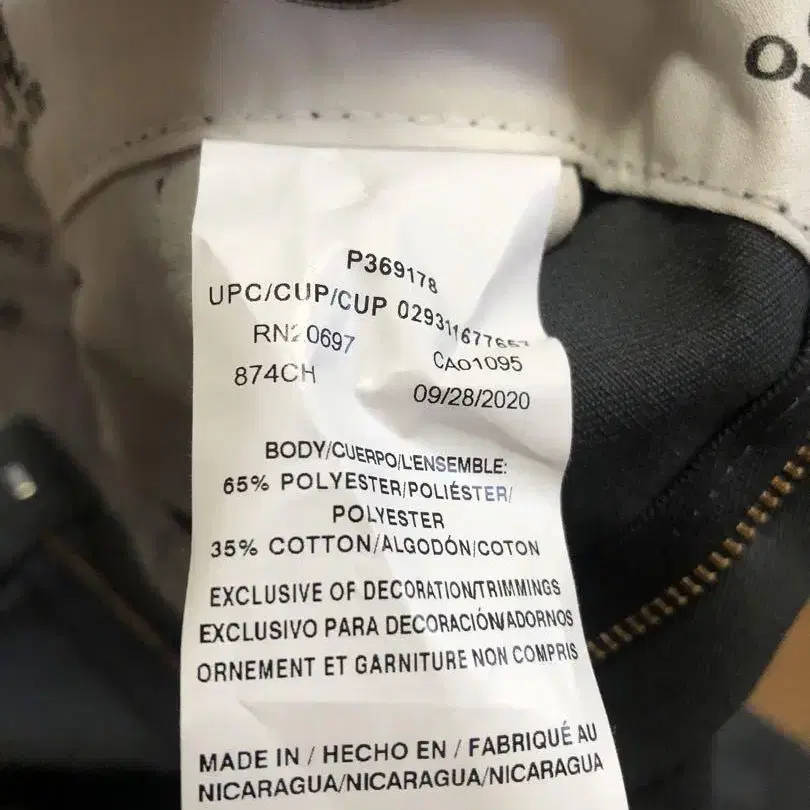 P369178
UPC/CUP/CUP
RN 0697
CA01095
874CH
09/28/2020
BODY/CUERPO/L'ENSEMBLE:
65% POLYESTER/POLIÉSTER/
POLYESTER
35% COTTON/ALGODÓN/COTON
EXCLUSIVE OF DECORATION/TRIMMINGS
EXCLUSIVO PARA DECORACIÓN/ADORNOS
ORNEMENT ET GARNITURE NON COMPRIS
MADE IN / HECHO EN / FABRIQUÉ AU
NICARAGUA/NICARAGUA/NICARAGUA